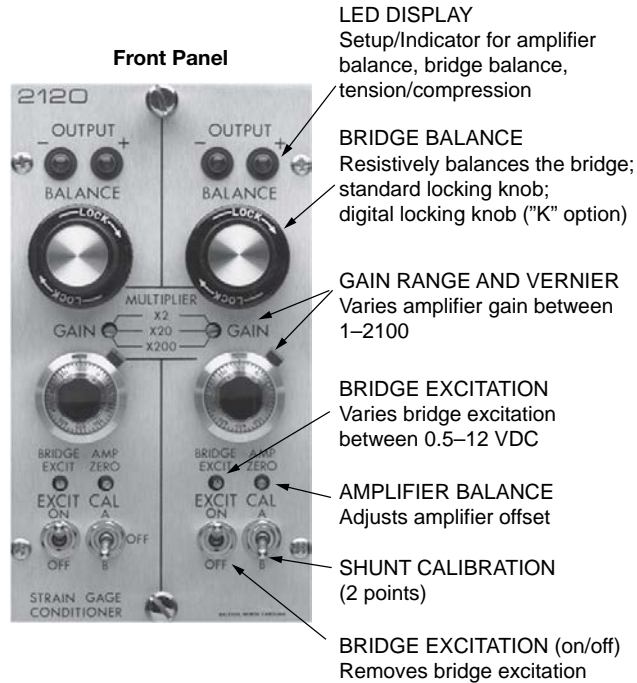 Front Panel
2120
- OUTPUT +
- OUTPUT +
BALANCE
BALANCE
LOCK
LOCK
LOCK
LOCK
MULTIPLIER
X2
GAIN X20 GAIN
X200
BRIDGE EXCIT
AMP ZERO
BRIDGE EXCIT
AMP ZERO
EXCIT CAL
EXCIT CAL
ON A
ON A
OFF
OFF B
OFF B
STRAIN GAGE
CONDITIONER
LED DISPLAY
Setup/Indicator for amplifier
balance, bridge balance,
tension/compression
BRIDGE BALANCE
Resistively balances the bridge;
standard locking knob;
digital locking knob ("K" option)
GAIN RANGE AND VERNIER
Varies amplifier gain between
1–2100
BRIDGE EXCITATION
Varies bridge excitation
between 0.5–12 VDC
AMPLIFIER BALANCE
Adjusts amplifier offset
SHUNT CALIBRATION
(2 points)
BRIDGE EXCITATION (on/off)
Removes bridge excitation